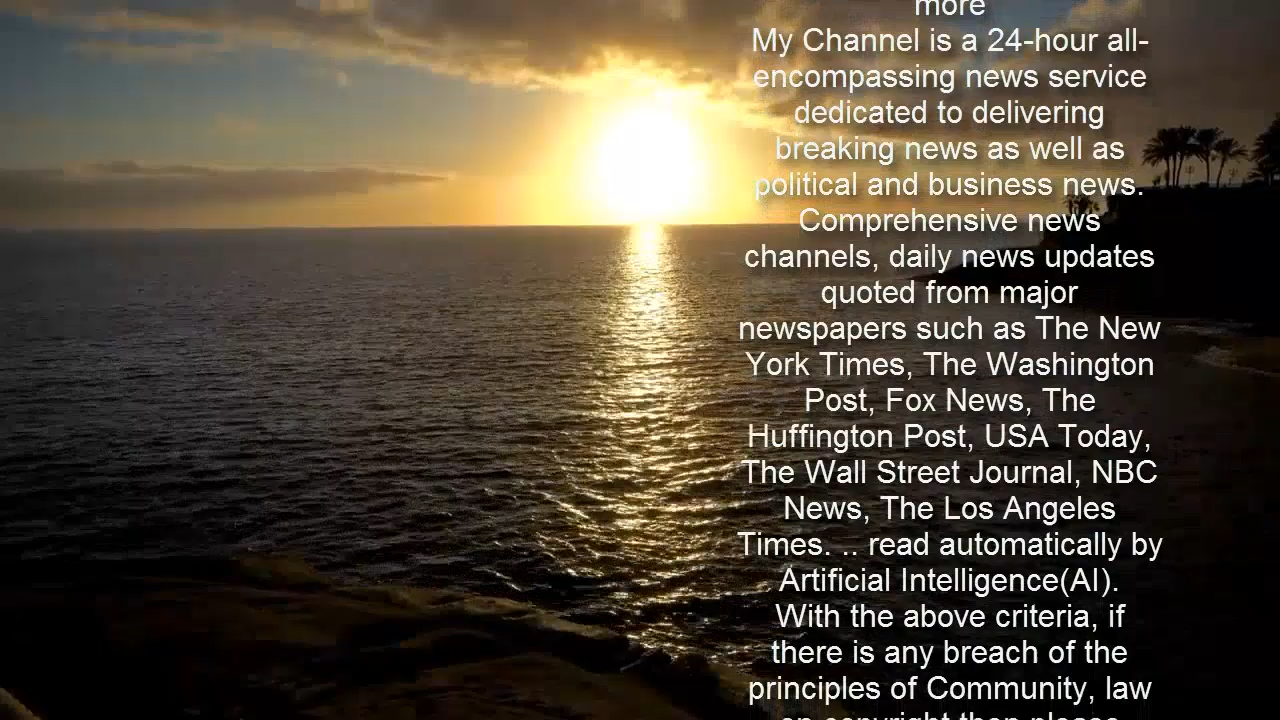 more
My Channel is a 24-hour all-
encompassing news service
dedicated to delivering
breaking news as well as
political and business news.
Comprehensive news
channels, daily news updates
quoted from major
newspapers such as The New
York Times, The Washington
Post, Fox News, The
Huffington Post, USA Today,
The Wall Street Journal, NBC
News, The Los Angeles
Times. .. read automatically by
Artificial Intelligence(AI).
With the above criteria, if
there is any breach of the
principles of Community, law
on copyright then please